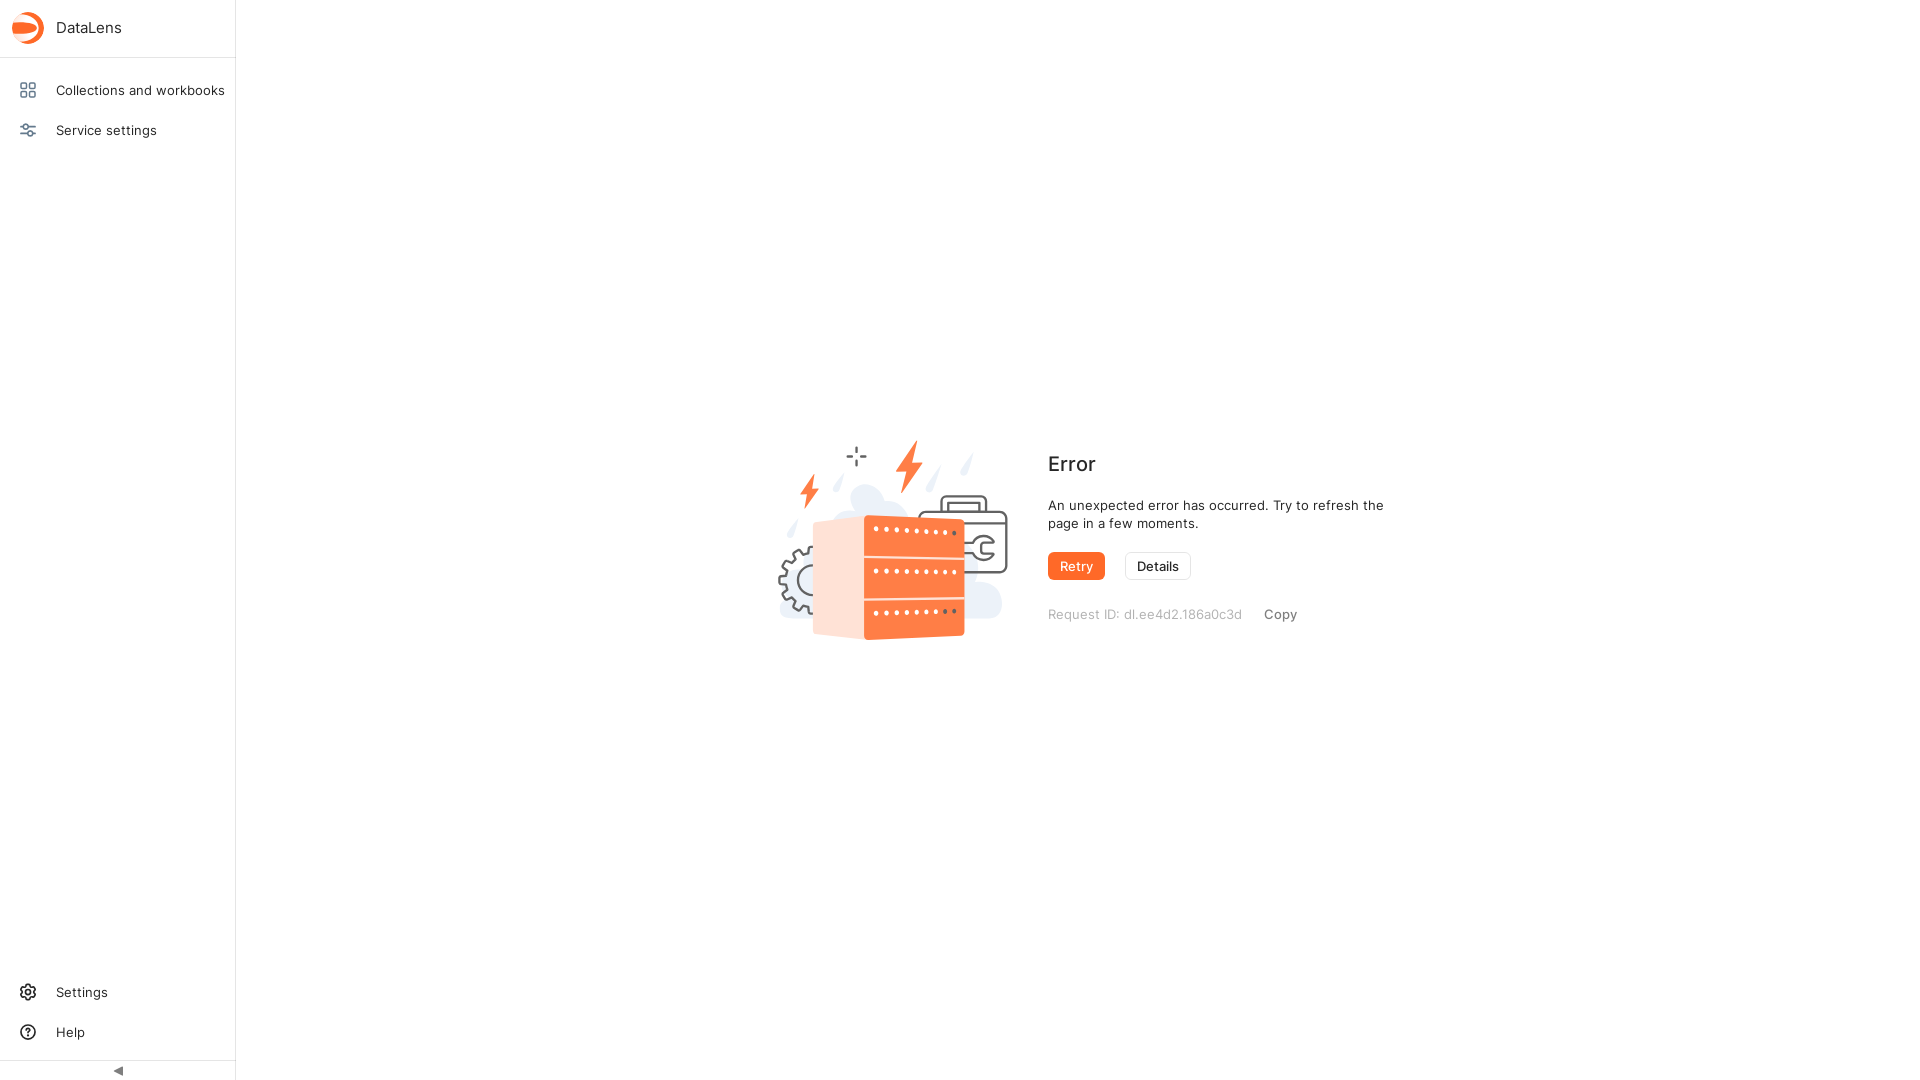 DataLens
Collections and workbooks
Service settings
Error
An unexpected error has occurred. Try to refresh the
page in a few moments.
Retry
Details
Request ID: dl.ee4d2.186a0c3d
Copy
Settings
Help